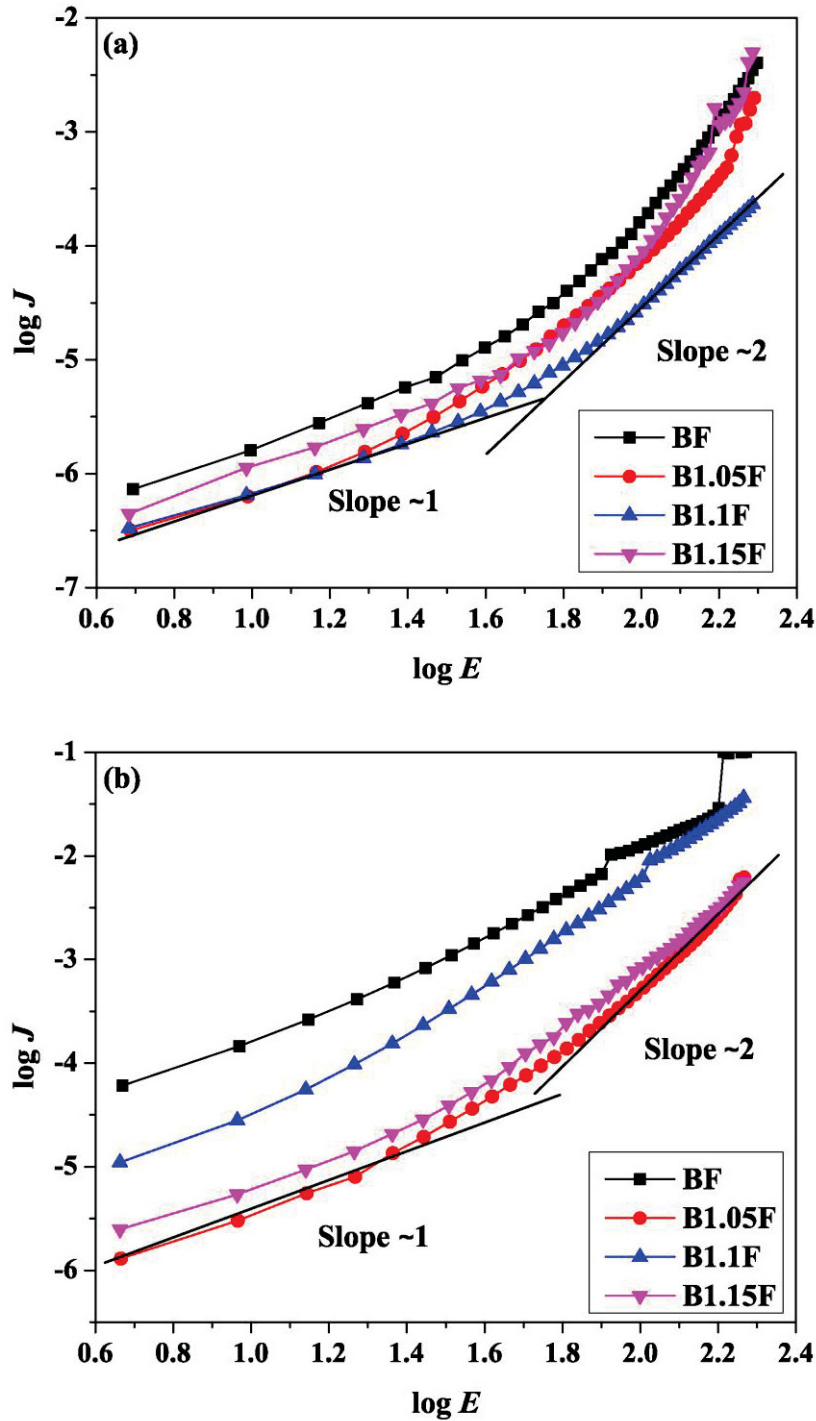 (a)
-2
-3
-4
-5
-6
-7
log J
Slope ~2
Slope ~1
BF
B1.05F
B1.1F
B1.15F
0.6 0.8 1.0 1.2 1.4 1.6 1.8 2.0 2.2 2.4
log E
(b)
-1
-2
-3
-4
-5
-6
log J
Slope ~2
Slope ~1
BF
B1.05F
B1.1F
B1.15F
0.6 0.8 1.0 1.2 1.4 1.6 1.8 2.0 2.2 2.4
log E